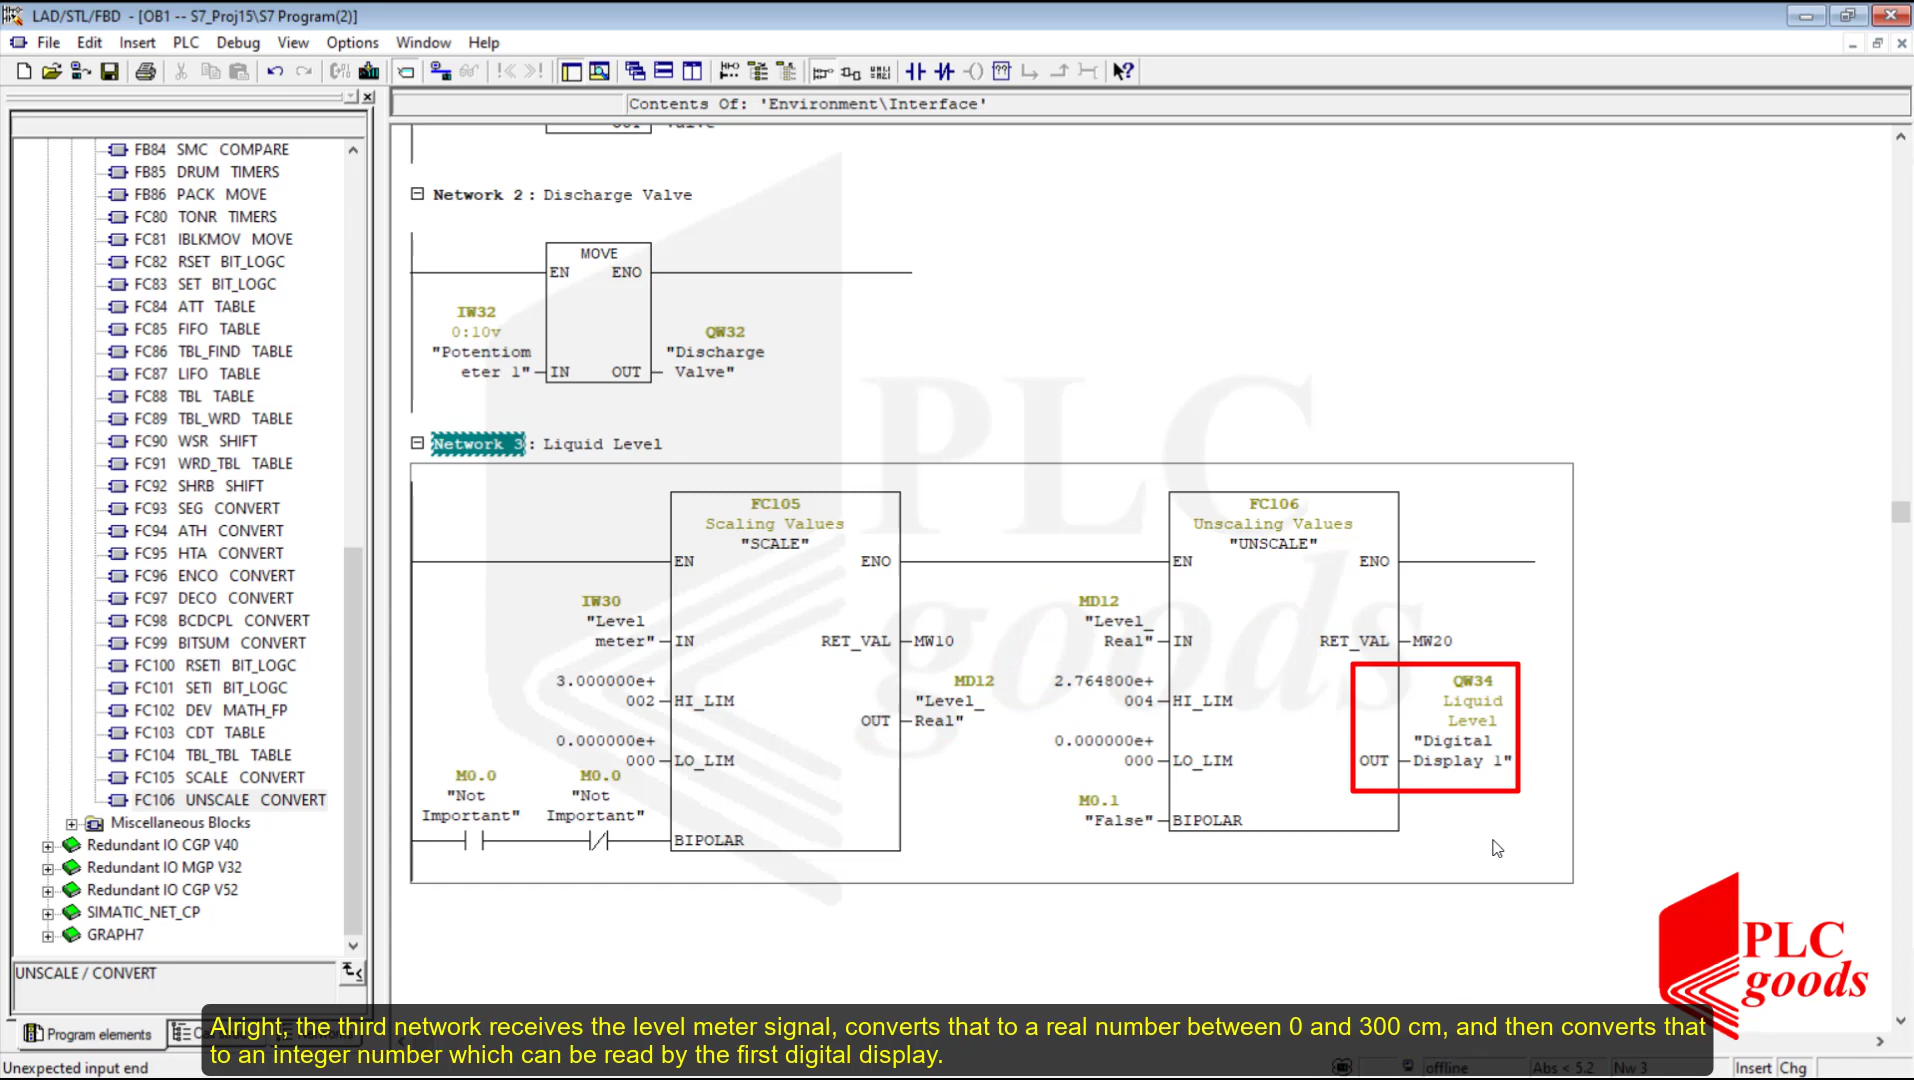 LAD/STL/FBD - [OB1 -- S7_Proj15\S7 Program(2)]
File Edit Insert PLC Debug View Options Window Help
Contents Of: 'Environment\Interface'
FB84 SMC COMPARE
FB85 DRUM TIMERS
FB86 PACK MOVE
FC80 TONR TIMERS
FC81 IBLKMOV MOVE
FC82 RSET BIT_LOGC
FC83 SET BIT_LOGC
FC84 ATT TABLE
FC85 FIFO TABLE
FC86 TBL_FIND TABLE
FC87 LIFO TABLE
FC88 TBL TABLE
FC89 TBL_WRD TABLE
FC90 WSR SHIFT
FC91 WRD_TBL TABLE
FC92 SHRB SHIFT
FC93 SEG CONVERT
FC94 ATH CONVERT
FC95 HTA CONVERT
FC96 ENCO CONVERT
FC97 DECO CONVERT
FC98 BCDCPL CONVERT
FC99 BITSUM CONVERT
FC100 RSETI BIT_LOGC
FC101 SETI BIT_LOGC
FC102 DEV MATH_FP
FC103 CDT TABLE
FC104 TBL_TBL TABLE
FC105 SCALE CONVERT
FC106 UNSCALE CONVERT
Miscellaneous Blocks
Redundant IO CGP V40
Redundant IO MGP V32
Redundant IO CGP V52
SIMATIC_NET_CP
GRAPH7
UNSCALE / CONVERT
Program elements
Network 2 : Discharge Valve
MOVE
EN ENO
IW32
0:10v
"Potentiom
eter 1"
IN OUT
QW32
"Discharge
Valve"
Network 3 : Liquid Level
FC105
Scaling Values
"SCALE"
EN ENO
IW30
"Level
meter" IN
RET_VAL MW10
3.000000e+
002 HI_LIM
MD12
"Level_
OUT Real"
0.000000e+
000 LO_LIM
M0.0
"Not
Important"
M0.0
"Not
Important"
BIPOLAR
FC106
Unscaling Values
"UNSCALE"
EN ENO
MD12
"Level_
Real" IN
RET_VAL MW20
2.764800e+
004 HI_LIM
QW34
Liquid
Level
"Digital
OUT Display 1"
0.000000e+
000 LO_LIM
M0.1
"False" BIPOLAR
PLC
goods
PLC
goods
Alright, the third network receives the level meter signal, converts that to a real number between 0 and 300 cm, and then converts that
to an integer number which can be read by the first digital display.
Unexpected input end
offline
Abs < 5.2
Nw 3
Insert Chg